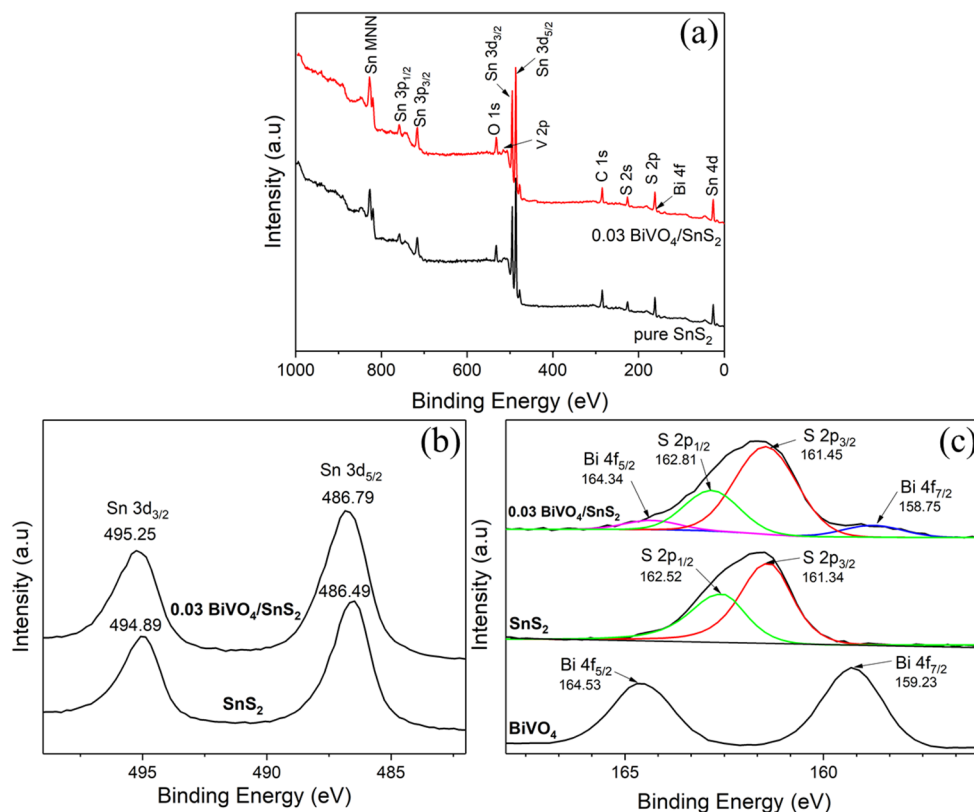 (a)
Intensity (a.u)
Sn MNN
Sn 3p1/2
Sn 3p3/2
O 1s
V 2p
Sn 3d3/2
Sn 3d5/2
C 1s
S 2s
S 2p
Bi 4f
Sn 4d
0.03 BiVO4/SnS2
pure SnS2
1000 800 600 400 200 0
Binding Energy (eV)
(b)
Intensity (a.u)
Sn 3d5/2
486.79
Sn 3d3/2
495.25
0.03 BiVO4/SnS2
486.49
494.89
SnS2
495 490 485
Binding Energy (eV)
(c)
Intensity (a.u)
S 2p3/2
161.45
S 2p1/2
162.81
Bi 4f5/2
164.34
Bi 4f7/2
158.75
0.03 BiVO4/SnS2
S 2p1/2
162.52
S 2p3/2
161.34
SnS2
Bi 4f5/2
164.53
Bi 4f7/2
159.23
BiVO4
165 160
Binding Energy (eV)